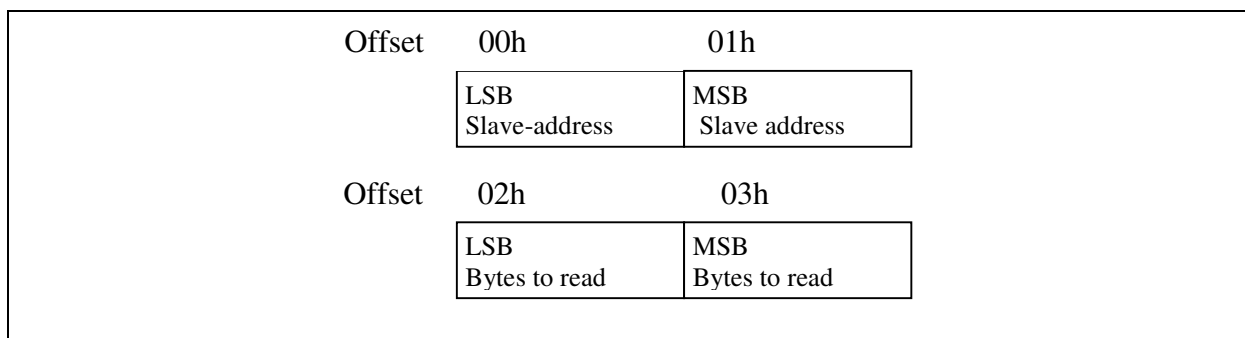 Offset 00h 01h
LSB MSB
Slave-address Slave address
Offset 02h 03h
LSB MSB
Bytes to read Bytes to read